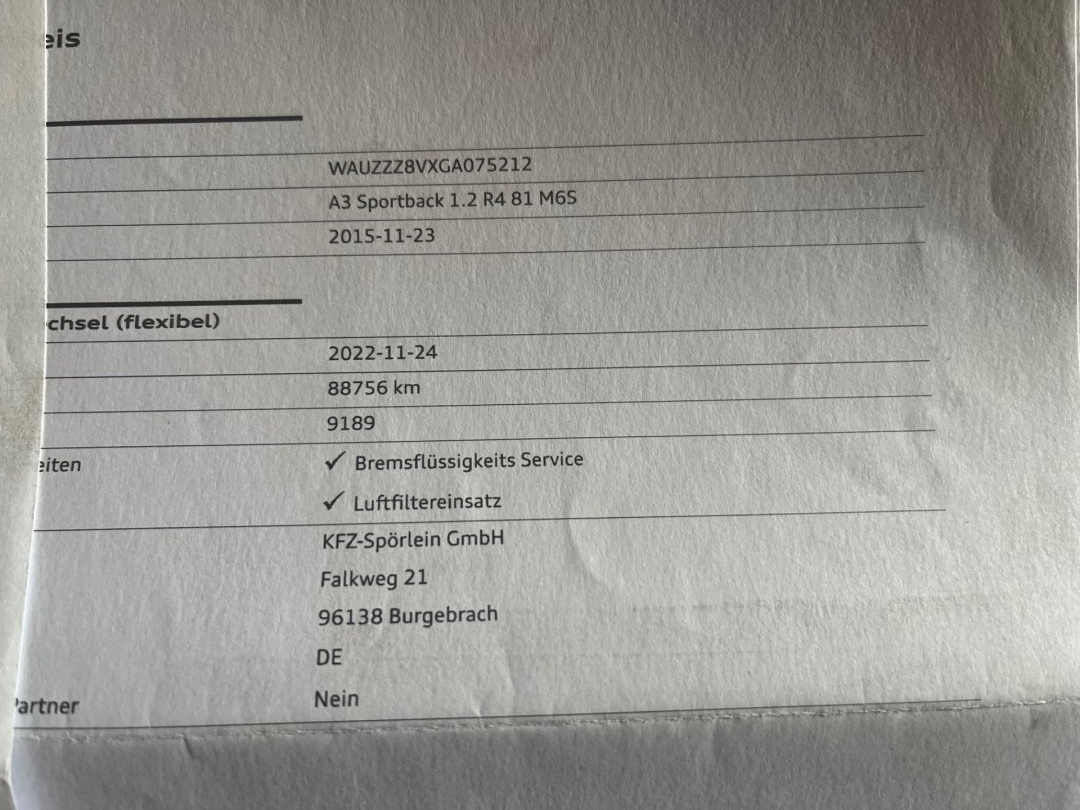 eis
WAUZZZ8VXGA075212
A3 Sportback 1.2 R4 81 M6S
2015-11-23
chsel (flexibel)
2022-11-24
88756 km
9189
eiten ✓ Bremsflüssigkeits Service
✓ Luftfiltereinsatz
KFZ-Spörlein GmbH
Falkweg 21
96138 Burgebrach
DE
Partner Nein